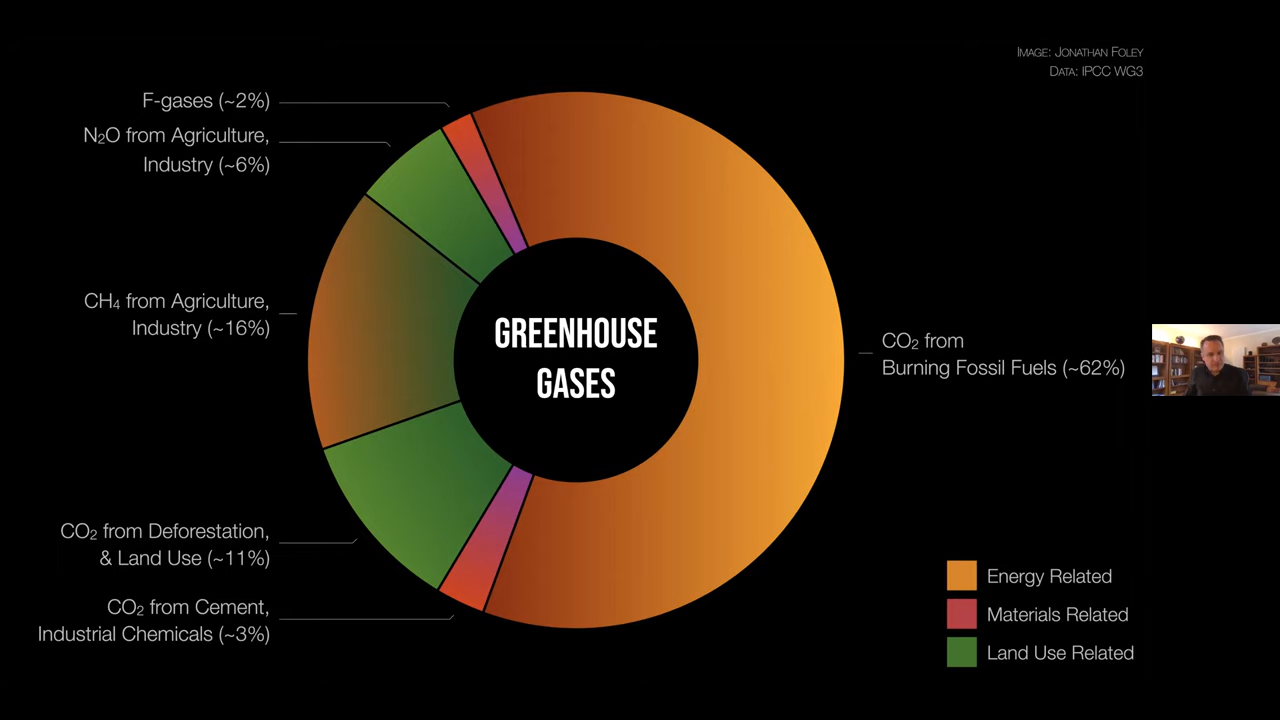 IMAGE: JONATHAN FOLEY
DATA: IPCC WG3
F-gases (~2%)
N₂O from Agriculture,
Industry (~6%)
CH₄ from Agriculture,
Industry (~16%)
GREENHOUSE
GASES
CO₂ from
Burning Fossil Fuels (~62%)
CO₂ from Deforestation,
& Land Use (~11%)
CO₂ from Cement,
Industrial Chemicals (~3%)
Energy Related
Materials Related
Land Use Related